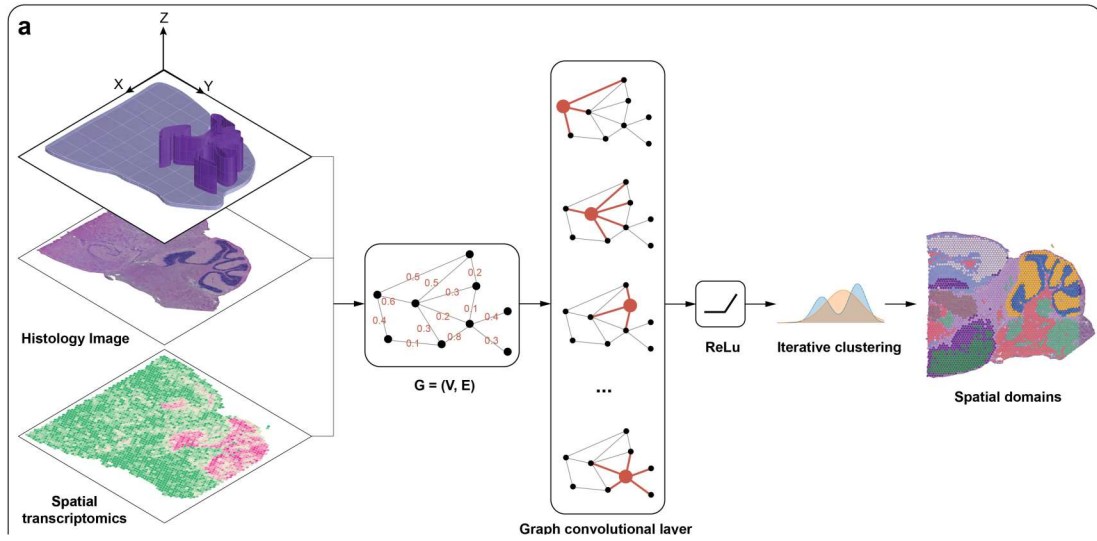 a
Z
X
Y
Histology Image
Spatial
transcriptomics
0.5
0.5
0.2
0.6
0.3
0.4
0.2
0.1
0.4
0.3
0.1
0.8
0.3
G = (V, E)
...
Graph convolutional layer
ReLu
Iterative clustering
Spatial domains